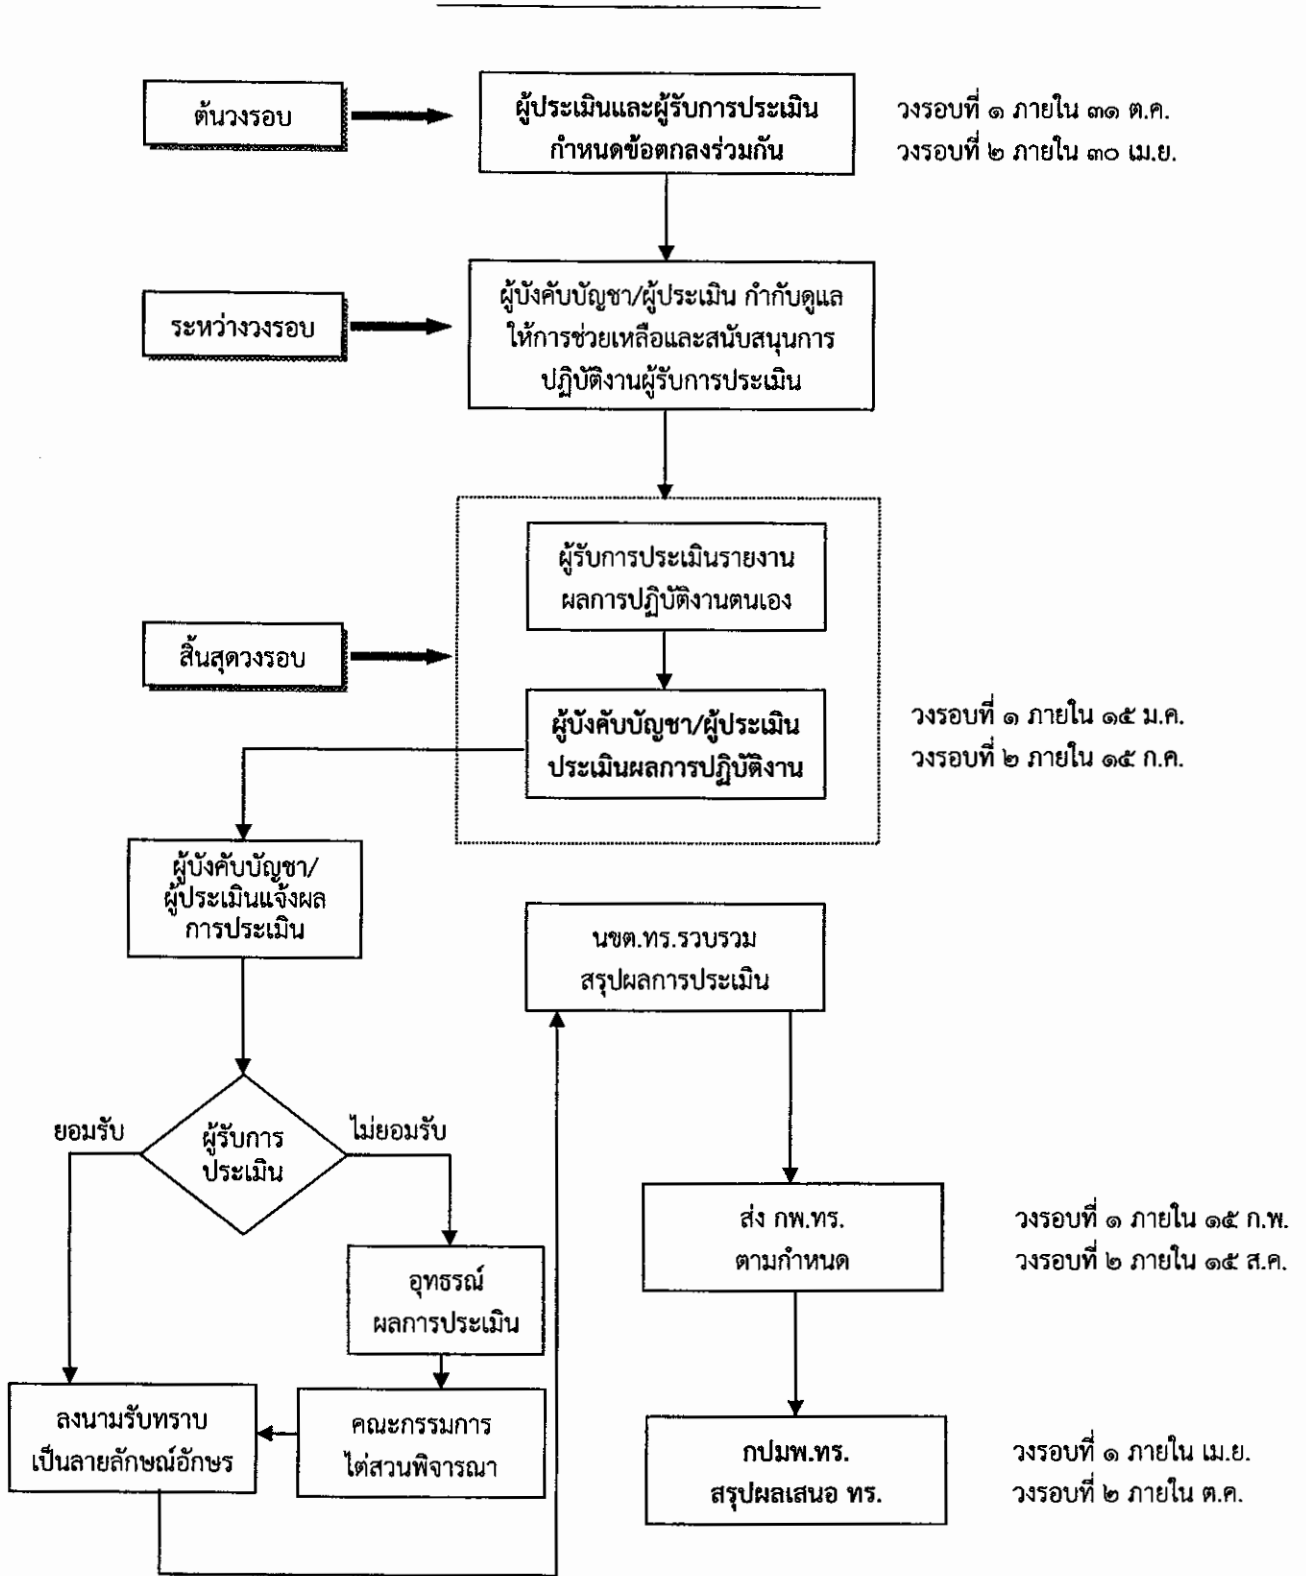 ต้นวงรอบ
ผู้ประเมินและผู้รับการประเมิน
กำหนดข้อตกลงร่วมกัน
วงรอบที่ ๑ ภายใน ๓๑ ต.ค.
วงรอบที่ ๒ ภายใน ๓๐ เม.ย.
ระหว่างวงรอบ
ผู้บังคับบัญชา/ผู้ประเมิน กำกับดูแล
ให้การช่วยเหลือและสนับสนุนการ
ปฏิบัติงานผู้รับการประเมิน
ผู้รับการประเมินรายงาน
ผลการปฏิบัติงานตนเอง
สิ้นสุดวงรอบ
ผู้บังคับบัญชา/ผู้ประเมิน
ประเมินผลการปฏิบัติงาน
วงรอบที่ ๑ ภายใน ๑๕ ม.ค.
วงรอบที่ ๒ ภายใน ๑๕ ก.ค.
ผู้บังคับบัญชา/
ผู้ประเมินแจ้งผล
การประเมิน
นขต.ทร.รวบรวม
สรุปผลการประเมิน
ยอมรับ
ผู้รับการ
ประเมิน
ไม่ยอมรับ
อุทธรณ์
ผลการประเมิน
ส่ง กพ.ทร.
ตามกำหนด
วงรอบที่ ๑ ภายใน ๑๕ ก.พ.
วงรอบที่ ๒ ภายใน ๑๕ ส.ค.
ลงนามรับทราบ
เป็นลายลักษณ์อักษร
คณะกรรมการ
ไต่สวนพิจารณา
กปมพ.ทร.
สรุปผลเสนอ ทร.
วงรอบที่ ๑ ภายใน เม.ย.
วงรอบที่ ๒ ภายใน ต.ค.